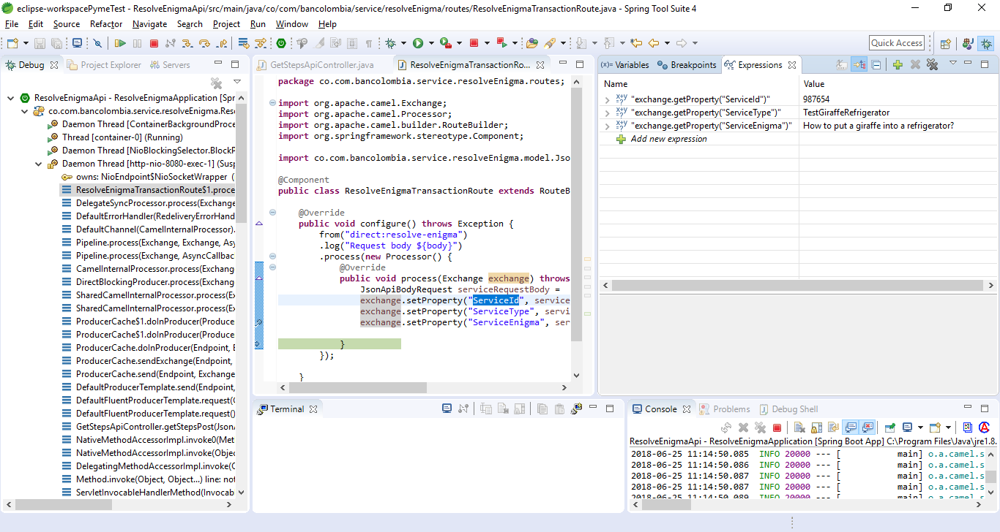 eclipse-workspacePymeTest - ResolveEnigmaApi/src/main/java/co/com/bancolombia/service/resolveEnigma/routes/ResolveEnigmaTransactionRoute.java - Spring Tool Suite 4
File Edit Source Refactor Navigate Search Project Run Window Help
Quick Access
Debug Project Explorer Servers
ResolveEnigmaApi - ResolveEnigmaApplication [Spr
co.com.bancolombia.service.resolveEnigma.Res
Daemon Thread [ContainerBackgroundProce
Thread [container-0] (Running)
Daemon Thread [NioBlockingSelector.BlockP
Daemon Thread [http-nio-8080-exec-1] (Susp
owns: NioEndpoint$NioSocketWrapper (
ResolveEnigmaTransactionRoute$1.proce
DelegateSyncProcessor.process(Exchange
DefaultErrorHandler(RedeliveryErrorHand
DefaultChannel(CamelInternalProcessor).
Pipeline.process(Exchange, Exchange, Asy
Pipeline.process(Exchange, AsyncCallbac
CamelInternalProcessor.process(Exchang
DirectBlockingProducer.process(Exchang
SharedCamelInternalProcessor.process(Ex
SharedCamelInternalProcessor.process(Ex
ProducerCache$1.doInProducer(Produce
ProducerCache$1.doInProducer(Produce
ProducerCache.doInProducer(Endpoint, E
ProducerCache.sendExchange(Endpoint,
ProducerCache.send(Endpoint, Exchange
DefaultProducerTemplate.send(Endpoint,
DefaultFluentProducerTemplate.request(C
DefaultFluentProducerTemplate.request()
GetStepsApiController.getStepsPost(JsonA
NativeMethodAccessorImpl.invoke0(Met
NativeMethodAccessorImpl.invoke(Objec
DelegatingMethodAccessorImpl.invoke(O
Method.invoke(Object, Object...) line: not
ServletInvocableHandlerMethod(Invocab
GetStepsApiController.java ResolveEnigmaTransactionRo...
package co.com.bancolombia.service.resolveEnigma.routes;
import org.apache.camel.Exchange;
import org.apache.camel.Processor;
import org.apache.camel.builder.RouteBuilder;
import org.springframework.stereotype.Component;
import co.com.bancolombia.service.resolveEnigma.model.Jso
@Component
public class ResolveEnigmaTransactionRoute extends RouteB
@Override
public void configure() throws Exception {
from("direct:resolve-enigma")
.log("Request body ${body}")
.process(new Processor() {
@Override
public void process(Exchange exchange) throws
JsonApiBodyRequest serviceRequestBody =
exchange.setProperty("ServiceId", service
exchange.setProperty("ServiceType", servi
exchange.setProperty("ServiceEnigma", ser
}
});
}
(x)= Variables Breakpoints Expressions
Name Value
"exchange.getProperty("ServiceId")" 987654
"exchange.getProperty("ServiceType")" TestGiraffeRefrigerator
"exchange.getProperty("ServiceEnigma")" How to put a giraffe into a refrigerator?
Add new expression
Terminal
Console Problems Debug Shell
ResolveEnigmaApi - ResolveEnigmaApplication [Spring Boot App] C:\Program Files\Java\jre1.8.
2018-06-25 11:14:50.085 INFO 20000 --- [ main] o.a.camel.s
2018-06-25 11:14:50.086 INFO 20000 --- [ main] o.a.camel.s
2018-06-25 11:14:50.087 INFO 20000 --- [ main] o.a.camel.s
2018-06-25 11:14:50.087 INFO 20000 --- [ main] o.a.camel.s
2018-06-25 11:14:50.089 INFO 20000 --- [ main] o.a.camel.s